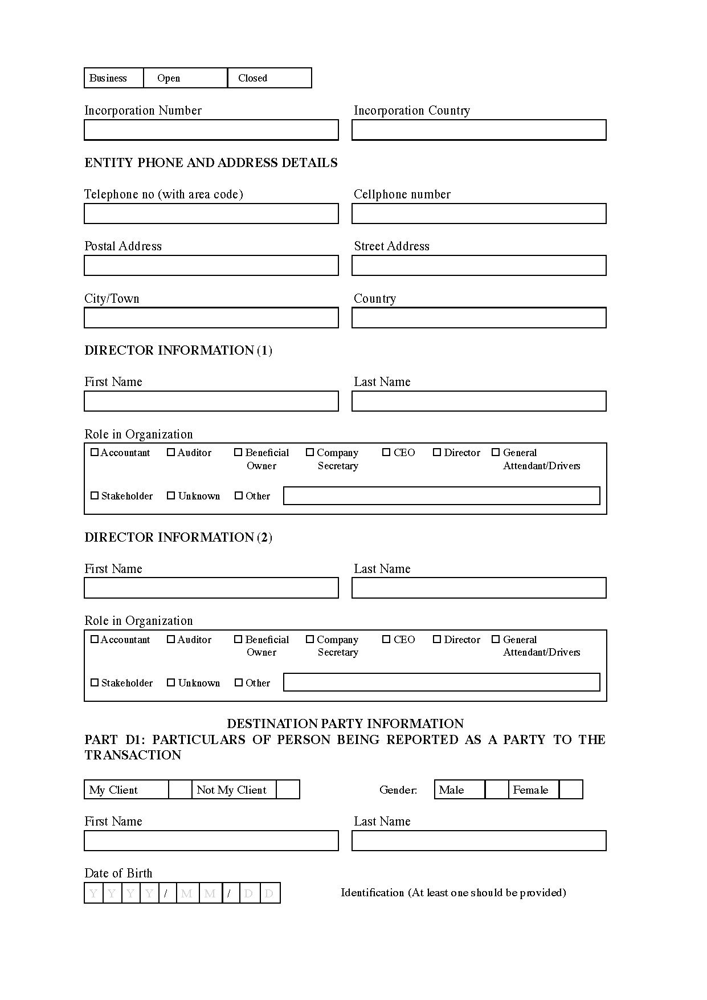 Business Open Closed
Incorporation Number Incorporation Country
ENTITY PHONE AND ADDRESS DETAILS
Telephone no (with area code) Cellphone number
Postal Address Street Address
City/Town Country
DIRECTOR INFORMATION (1)
First Name Last Name
Role in Organization
Accountant Auditor Beneficial Company CEO Director General
Owner Secretary Attendant/Drivers
Stakeholder Unknown Other
DIRECTOR INFORMATION (2)
First Name Last Name
Role in Organization
Accountant Auditor Beneficial Company CEO Director General
Owner Secretary Attendant/Drivers
Stakeholder Unknown Other
DESTINATION PARTY INFORMATION
PART D1: PARTICULARS OF PERSON BEING REPORTED AS A PARTY TO THE
TRANSACTION
My Client Not My Client Gender: Male Female
First Name Last Name
Date of Birth
Y Y Y Y / M M / D D Identification (At least one should be provided)